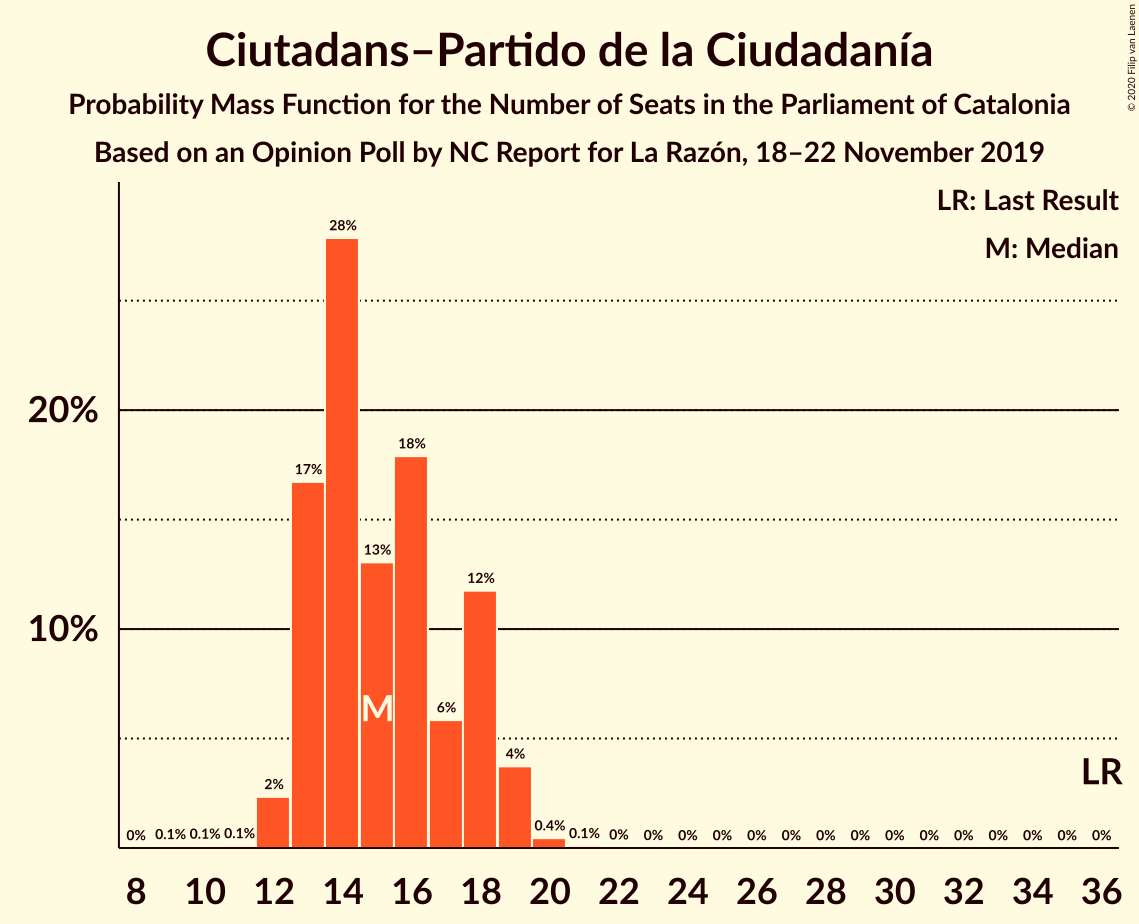 Ciutadans–Partido de la Ciudadanía
Probability Mass Function for the Number of Seats in the Parliament of Catalonia
Based on an Opinion Poll by NC Report for La Razón, 18–22 November 2019
© 2020 Filip van Laenen
LR: Last Result
M: Median
28%
20%
18%
17%
13%
12%
10%
M
6%
4%
LR
2%
0% 0.1% 0.1% 0.1% 0.4% 0.1% 0% 0% 0% 0% 0% 0% 0% 0% 0% 0% 0% 0% 0% 0% 0%
8 10 12 14 16 18 20 22 24 26 28 30 32 34 36